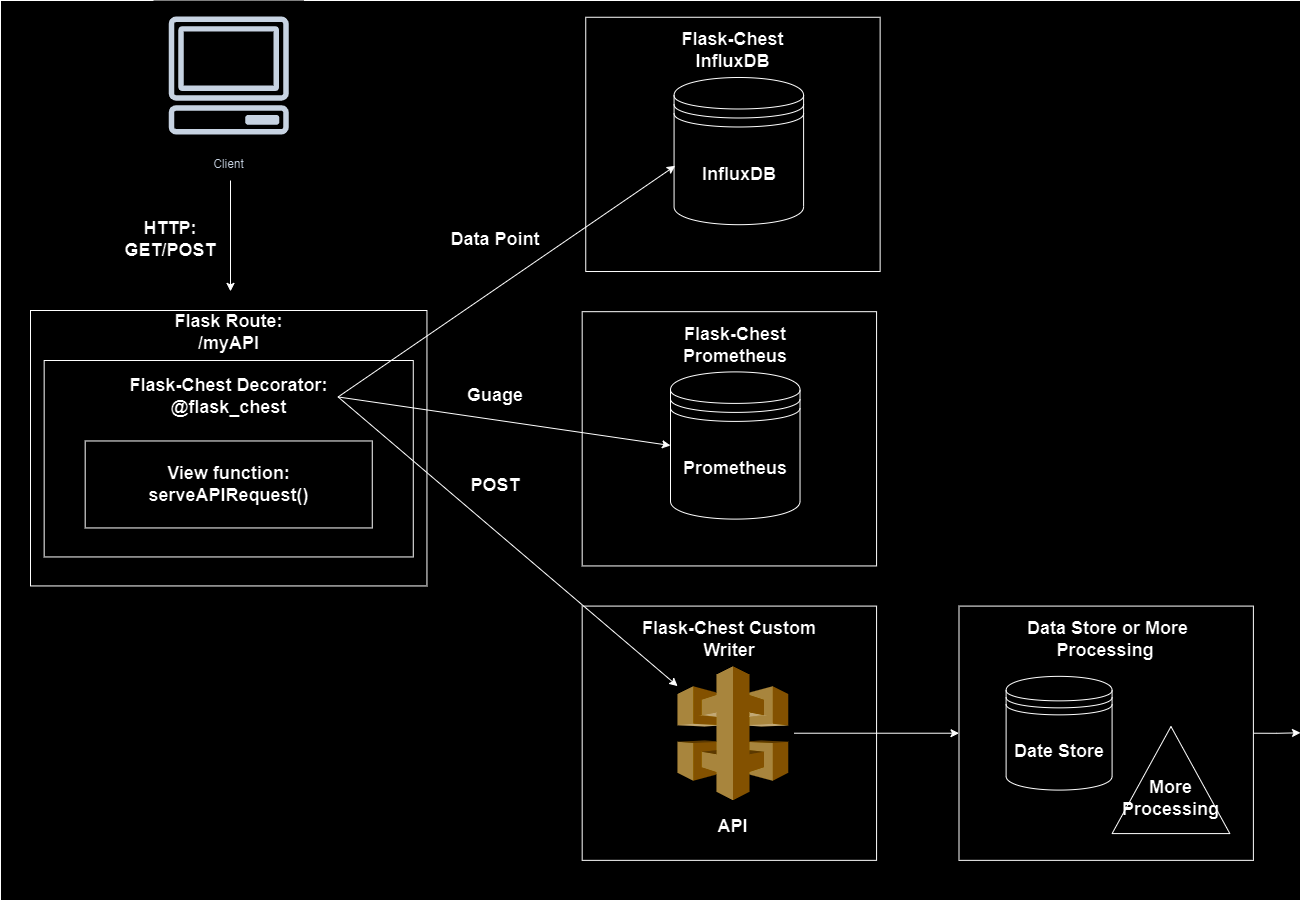 Client
HTTP:
GET/POST
Flask Route:
/myAPI
Flask-Chest Decorator:
@flask_chest
View function:
serveAPIRequest()
Data Point
Guage
POST
Flask-Chest
InfluxDB
InfluxDB
Flask-Chest
Prometheus
Prometheus
Flask-Chest Custom
Writer
API
Data Store or More
Processing
Date Store
More
Processing